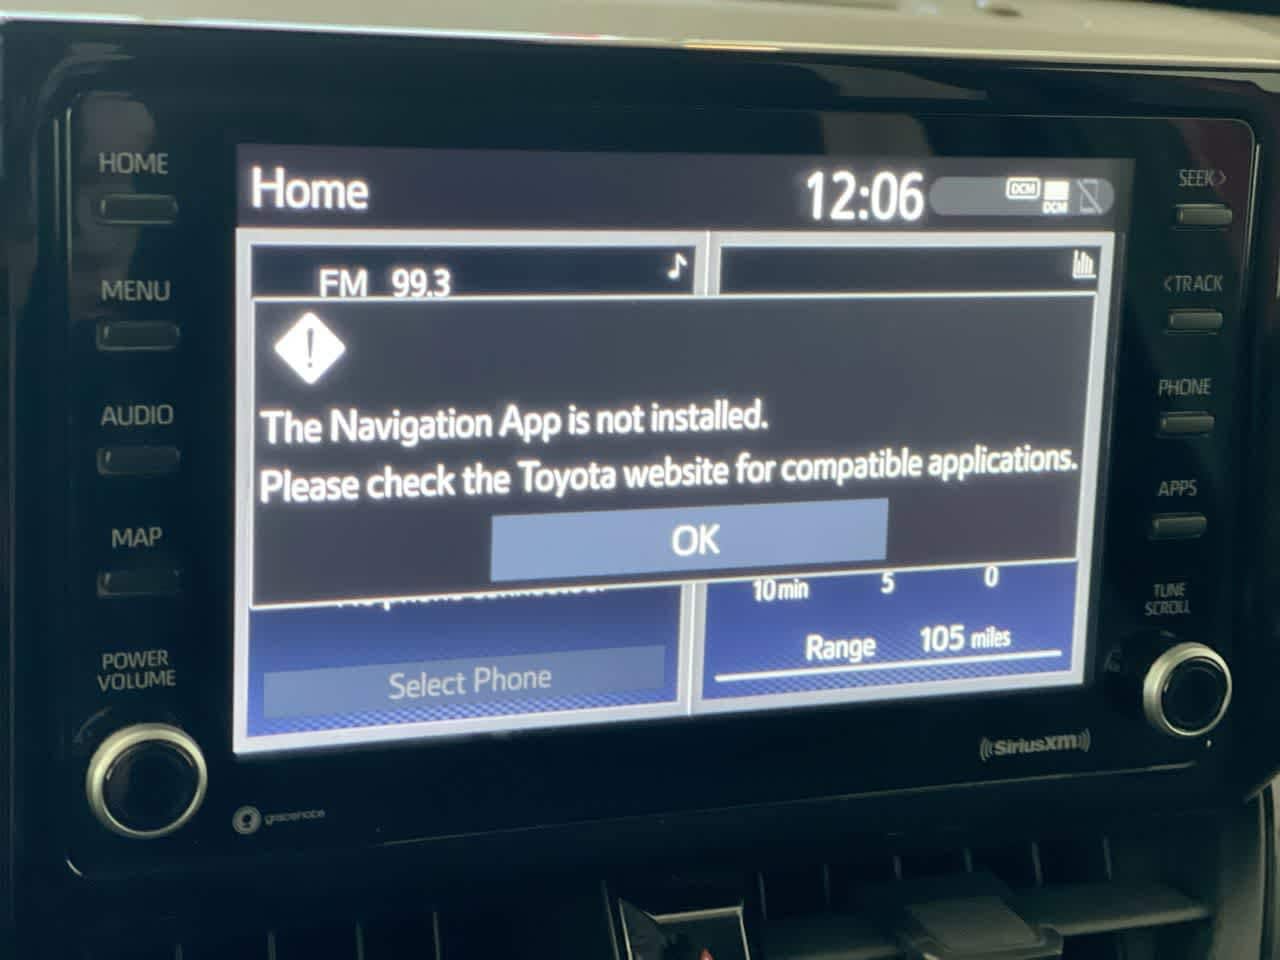 HOME
MENU
AUDIO
MAP
POWER
VOLUME
Home
12:06
DCM
DCM
FM 99.3
!
The Navigation App is not installed.
Please check the Toyota website for compatible applications.
OK
10 min 5 0
Range 105 miles
Select Phone
SEEK >
< TRACK
PHONE
APPS
TUNE
SCROLL
gracenote
((SiriusXM))